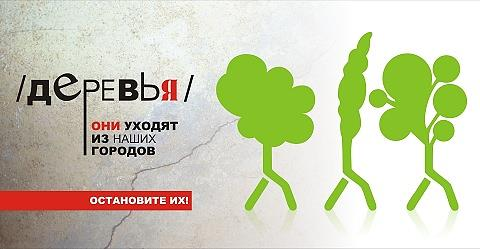 /деревья/
ОНИ УХОДЯТ
ИЗ НАШИХ
ГОРОДОВ
ОСТАНОВИТЕ ИХ!